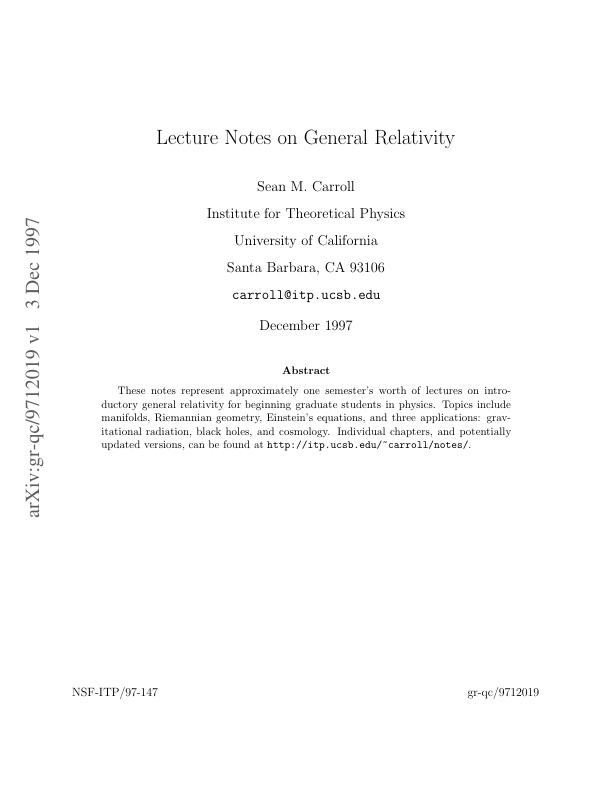 Lecture Notes on General Relativity
Sean M. Carroll
Institute for Theoretical Physics
University of California
Santa Barbara, CA 93106
carroll@itp.ucsb.edu
December 1997
Abstract
These notes represent approximately one semester's worth of lectures on intro-
ductory general relativity for beginning graduate students in physics. Topics include
manifolds, Riemannian geometry, Einstein's equations, and three applications: grav-
itational radiation, black holes, and cosmology. Individual chapters, and potentially
updated versions, can be found at http://itp.ucsb.edu/~carroll/notes/.
NSF-ITP/97-147
gr-qc/9712019
arXiv:gr-qc/9712019 v1 3 Dec 1997